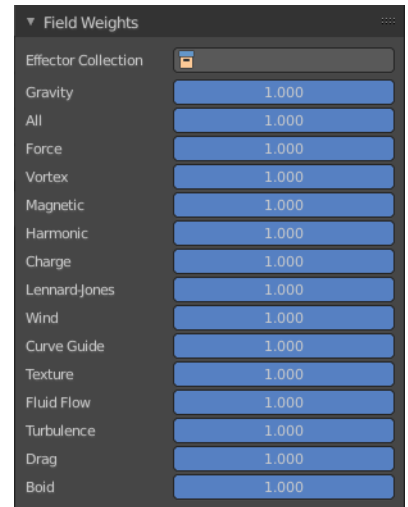 Field Weights
Effector Collection
Gravity 1.000
All 1.000
Force 1.000
Vortex 1.000
Magnetic 1.000
Harmonic 1.000
Charge 1.000
Lennard-Jones 1.000
Wind 1.000
Curve Guide 1.000
Texture 1.000
Fluid Flow 1.000
Turbulence 1.000
Drag 1.000
Boid 1.000